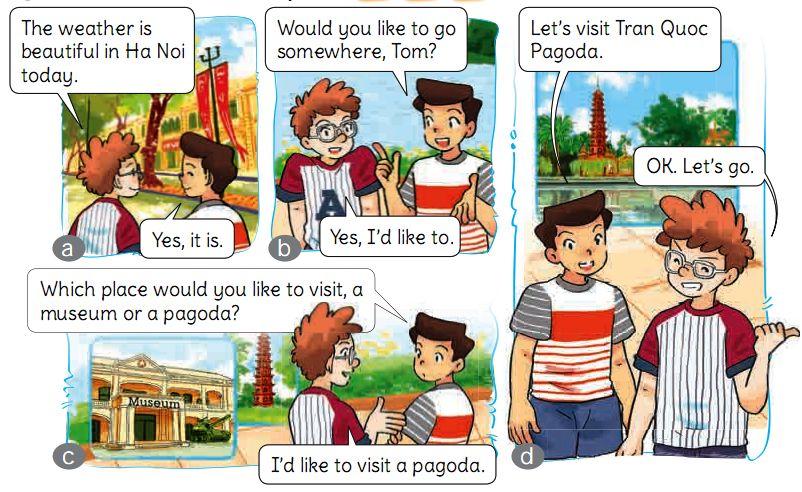 The weather is
beautiful in Ha Noi
today.
Yes, it is.
a
Would you like to go
somewhere, Tom?
A
Yes, I'd like to.
b
Which place would you like to visit, a
museum or a pagoda?
Museum
I'd like to visit a pagoda.
c
Let's visit Tran Quoc
Pagoda.
OK. Let's go.
d